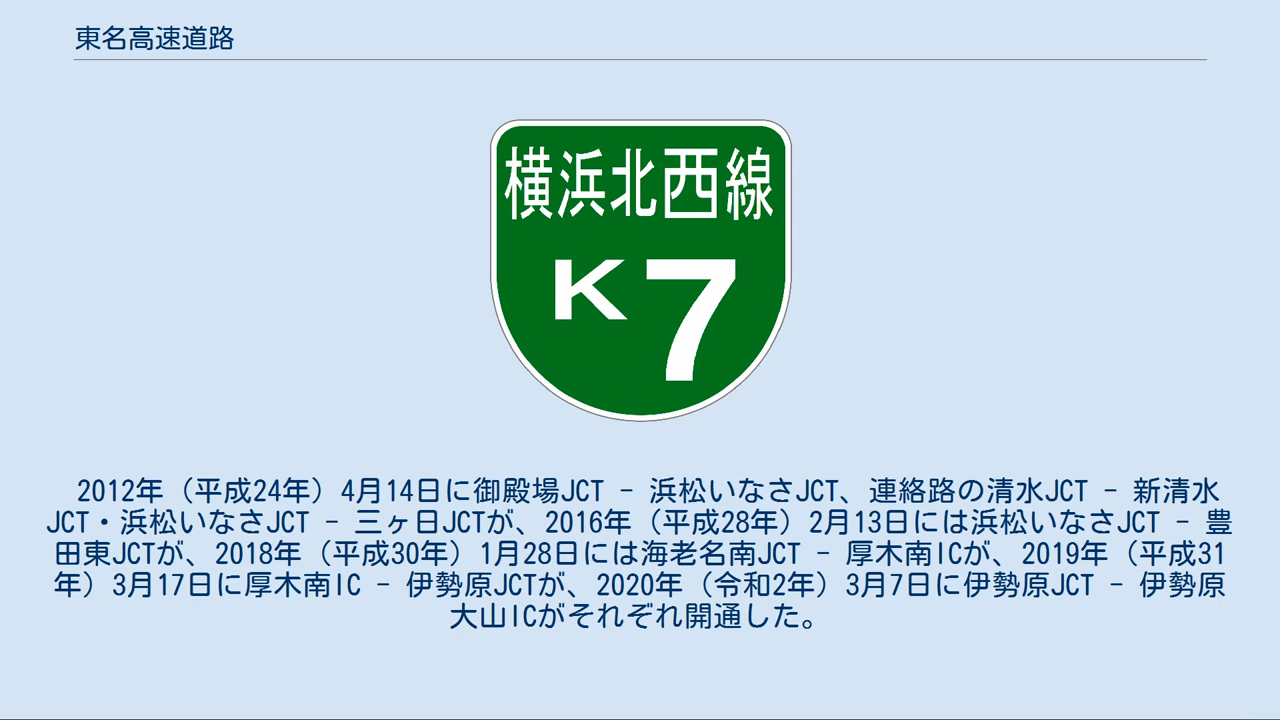 東名高速道路
横浜北西線
K7
2012年（平成24年）4月14日に御殿場JCT − 浜松いなさJCT、連絡路の清水JCT − 新清水
JCT・浜松いなさJCT − 三ヶ日JCTが、2016年（平成28年）2月13日には浜松いなさJCT − 豊
田東JCTが、2018年（平成30年）1月28日には海老名南JCT − 厚木南ICが、2019年（平成31
年）3月17日に厚木南IC − 伊勢原JCTが、2020年（令和2年）3月7日に伊勢原JCT − 伊勢原
大山ICがそれぞれ開通した。